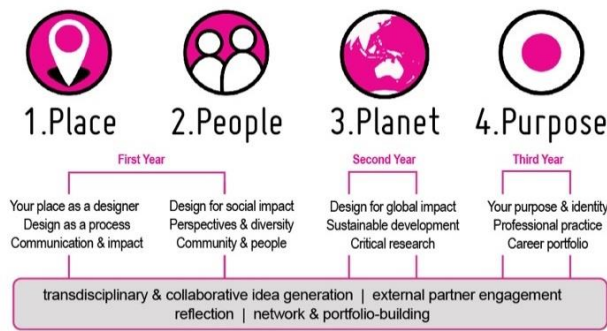 1.Place
2.People
3.Planet
4.Purpose
First Year
Second Year
Third Year
Your place as a designer
Design as a process
Communication & impact
Design for social impact
Perspectives & diversity
Community & people
Design for global impact
Sustainable development
Critical research
Your purpose & identity
Professional practice
Career portfolio
transdisciplinary & collaborative idea generation | external partner engagement
reflection | network & portfolio-building